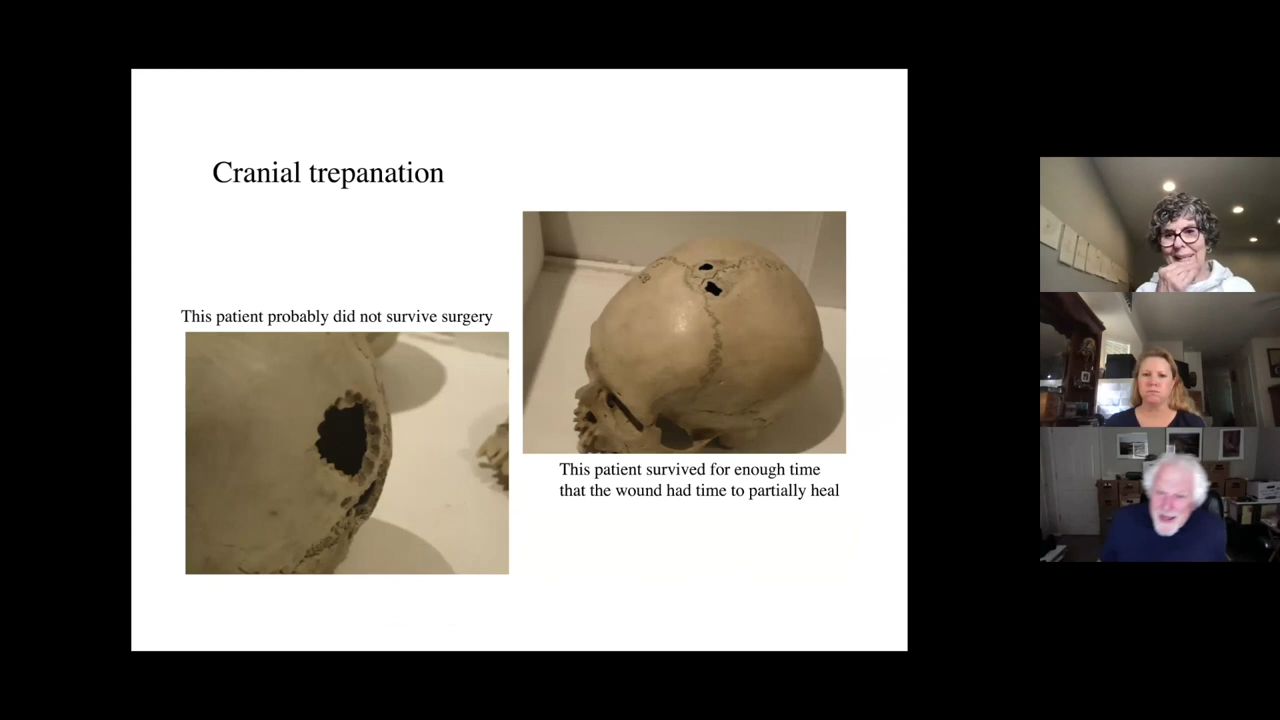 Cranial trepanation
This patient probably did not survive surgery
This patient survived for enough time
that the wound had time to partially heal